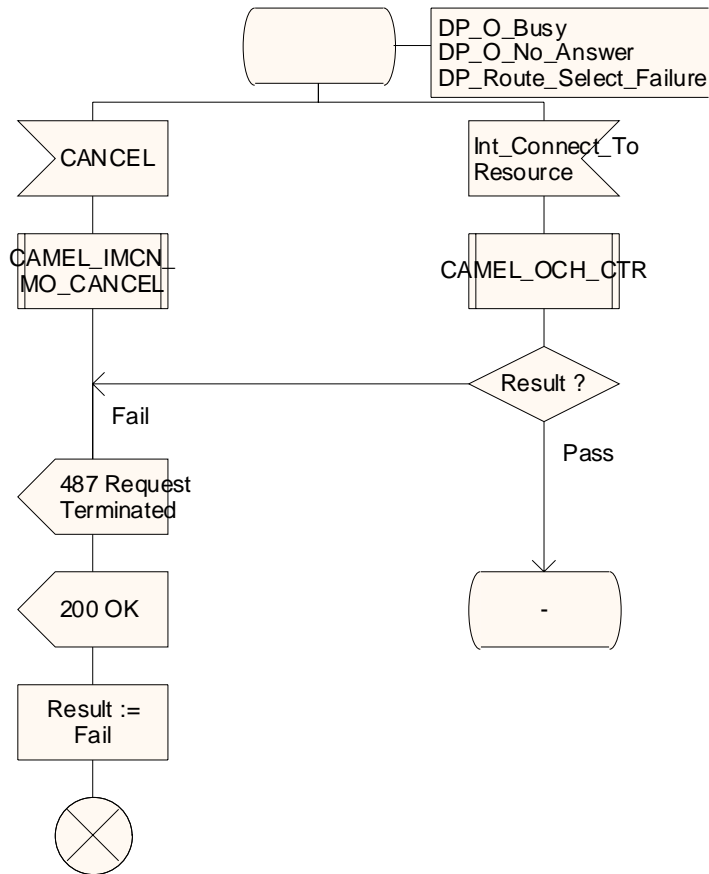 DP_O_Busy
DP_O_No_Answer
DP_Route_Select_Failure
CANCEL
Int_Connect_To
Resource
CAMEL_IMCN_
MO_CANCEL
CAMEL_OCH_CTR
Result ?
Fail
Pass
487 Request
Terminated
200 OK
-
Result :=
Fail